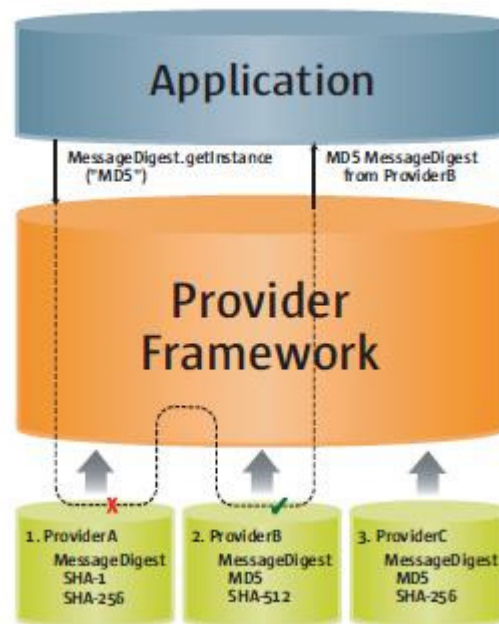 Application
MessageDigest.getInstance
("MD5")
MD5 MessageDigest
from ProviderB
Provider
Framework
1. ProviderA
MessageDigest
SHA-1
SHA-256
2. ProviderB
MessageDigest
MD5
SHA-512
3. ProviderC
MessageDigest
MD5
SHA-256